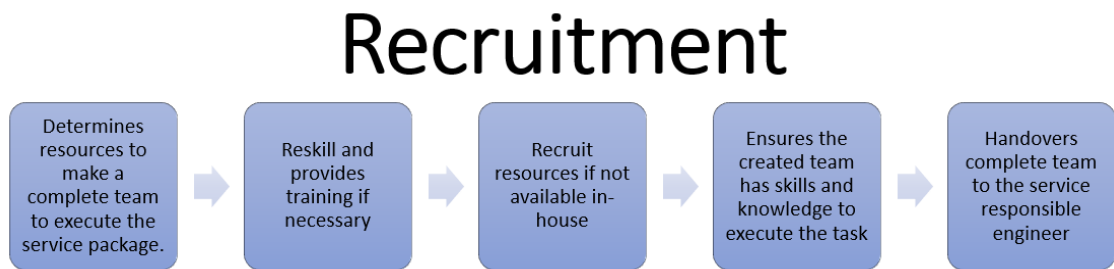 Recruitment
Determines
resources to
make a
complete team
to execute the
service package.
Reskill and
provides
training if
necessary
Recruit
resources if not
available in-
house
Ensures the
created team
has skills and
knowledge to
execute the task
Handovers
complete team
to the service
responsible
engineer